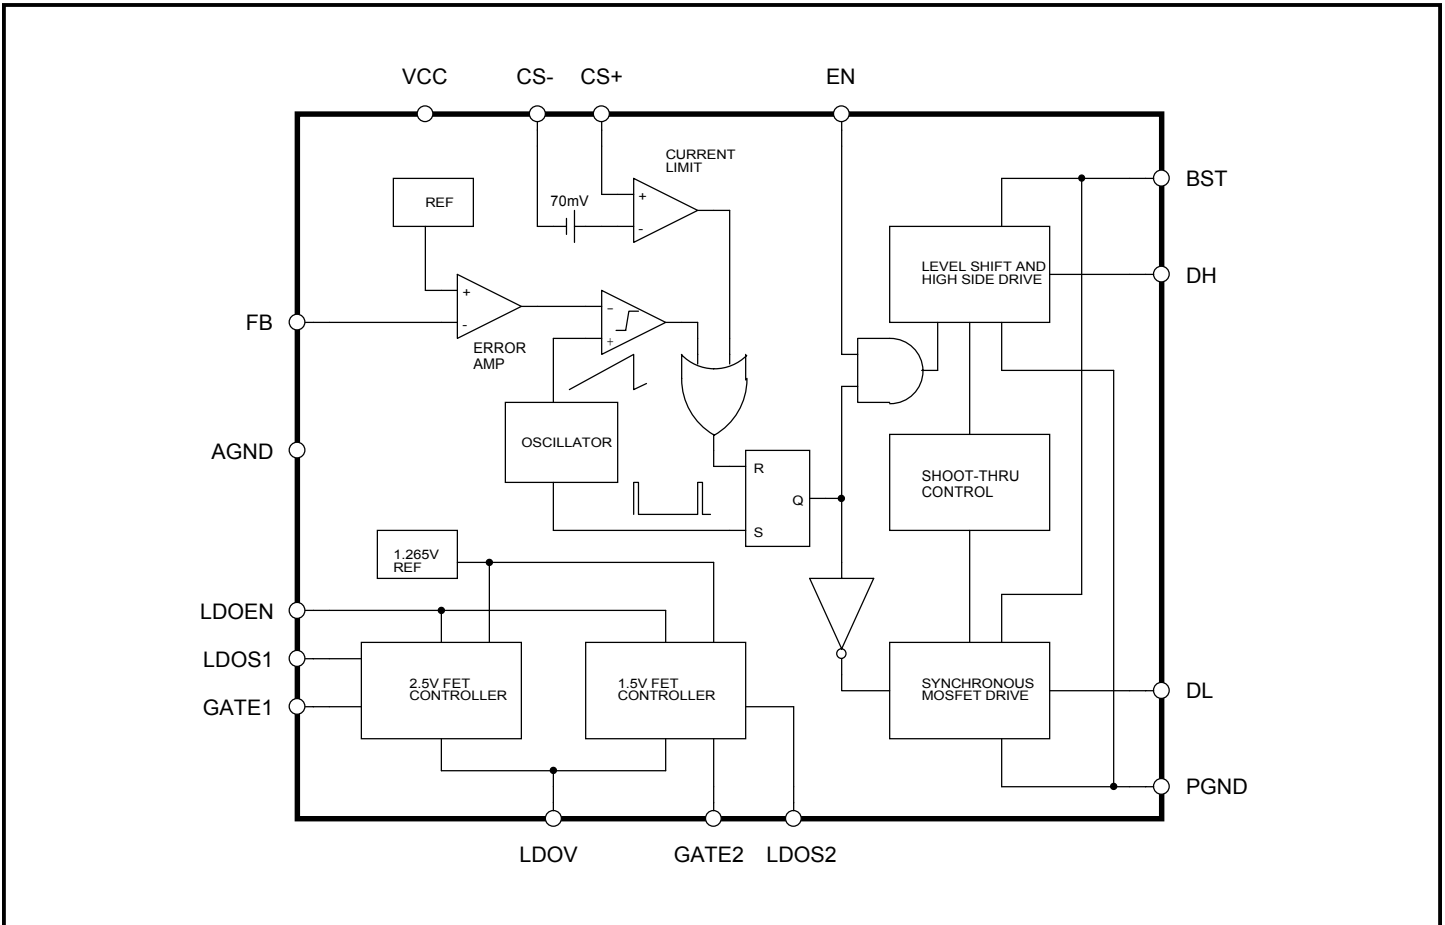 VCC
CS-
CS+
EN
CURRENT
LIMIT
BST
REF
70mV
+
-
LEVEL SHIFT AND
HIGH SIDE DRIVE
DH
FB
+
-
ERROR
AMP
-
+
AGND
OSCILLATOR
R
Q
S
SHOOT-THRU
CONTROL
1.265V
REF
LDOEN
LDOS1
GATE1
2.5V FET
CONTROLLER
1.5V FET
CONTROLLER
SYNCHRONOUS
MOSFET DRIVE
DL
PGND
LDOV
GATE2
LDOS2